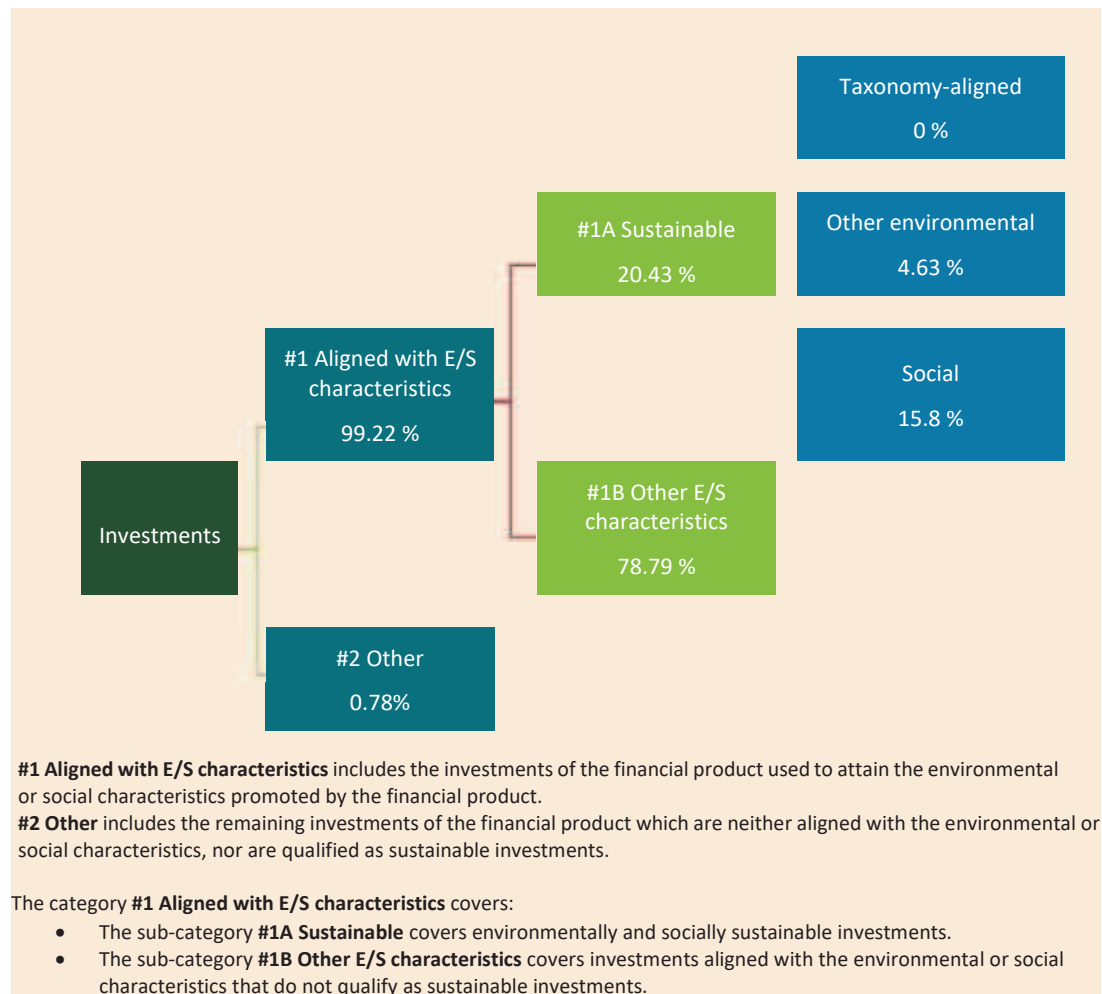 Taxonomy-aligned
0 %
#1A Sustainable
20.43 %
Other environmental
4.63 %
#1 Aligned with E/S
characteristics
99.22 %
Social
15.8 %
Investments
#1B Other E/S
characteristics
78.79 %
#2 Other
0.78%
#1 Aligned with E/S characteristics includes the investments of the financial product used to attain the environmental
or social characteristics promoted by the financial product.
#2 Other includes the remaining investments of the financial product which are neither aligned with the environmental or
social characteristics, nor are qualified as sustainable investments.
The category #1 Aligned with E/S characteristics covers:
• The sub-category #1A Sustainable covers environmentally and socially sustainable investments.
• The sub-category #1B Other E/S characteristics covers investments aligned with the environmental or social
characteristics that do not qualify as sustainable investments.